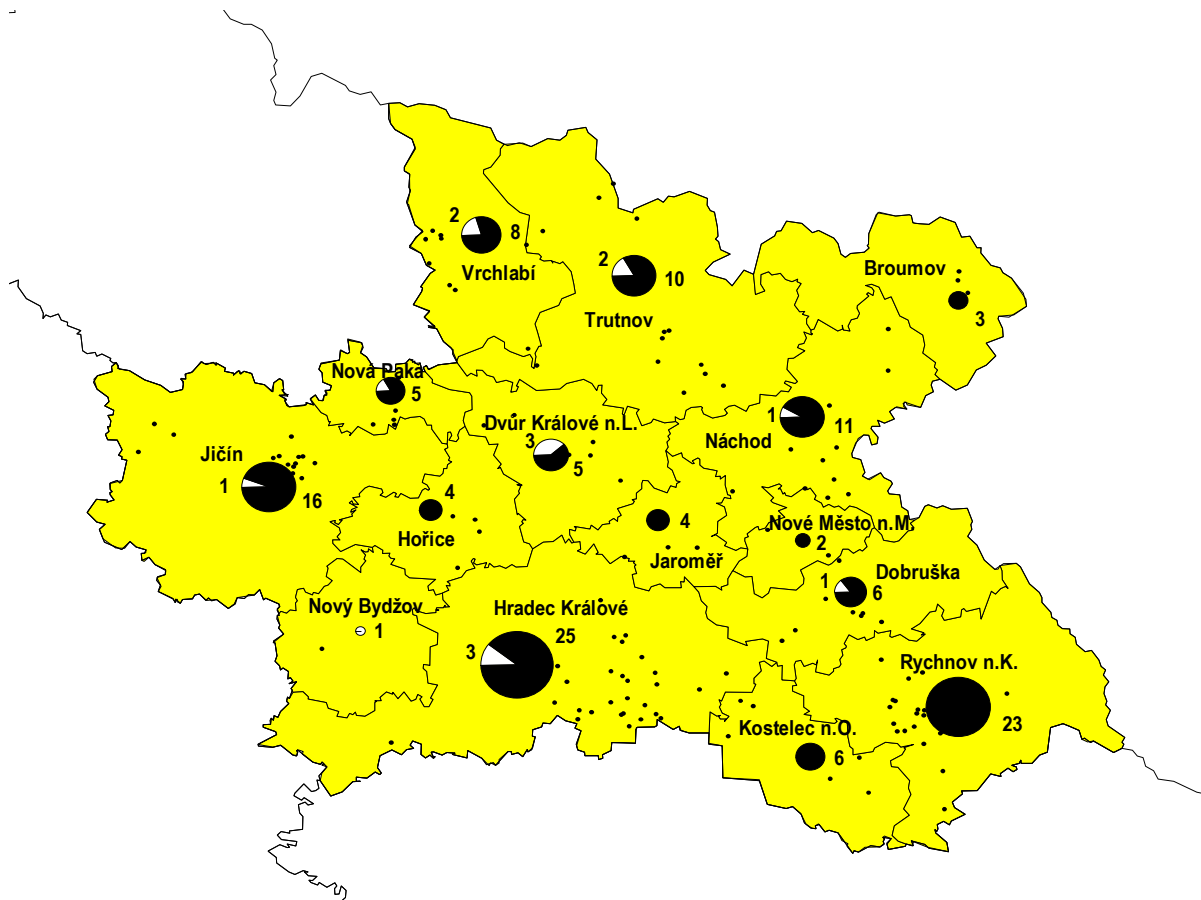 2
8
Vrchlabí
2
10
Trutnov
Broumov
3
Nová Paka
5
1
11
Náchod
Dvůr Králové n.L.
3
5
Jičín
1
16
4
Hořice
4
Jaroměř
Nové Město n.M.
2
Dobruška
1
6
Nový Bydžov
1
Hradec Králové
25
3
Rychnov n.K.
23
Kostelec n.O.
6